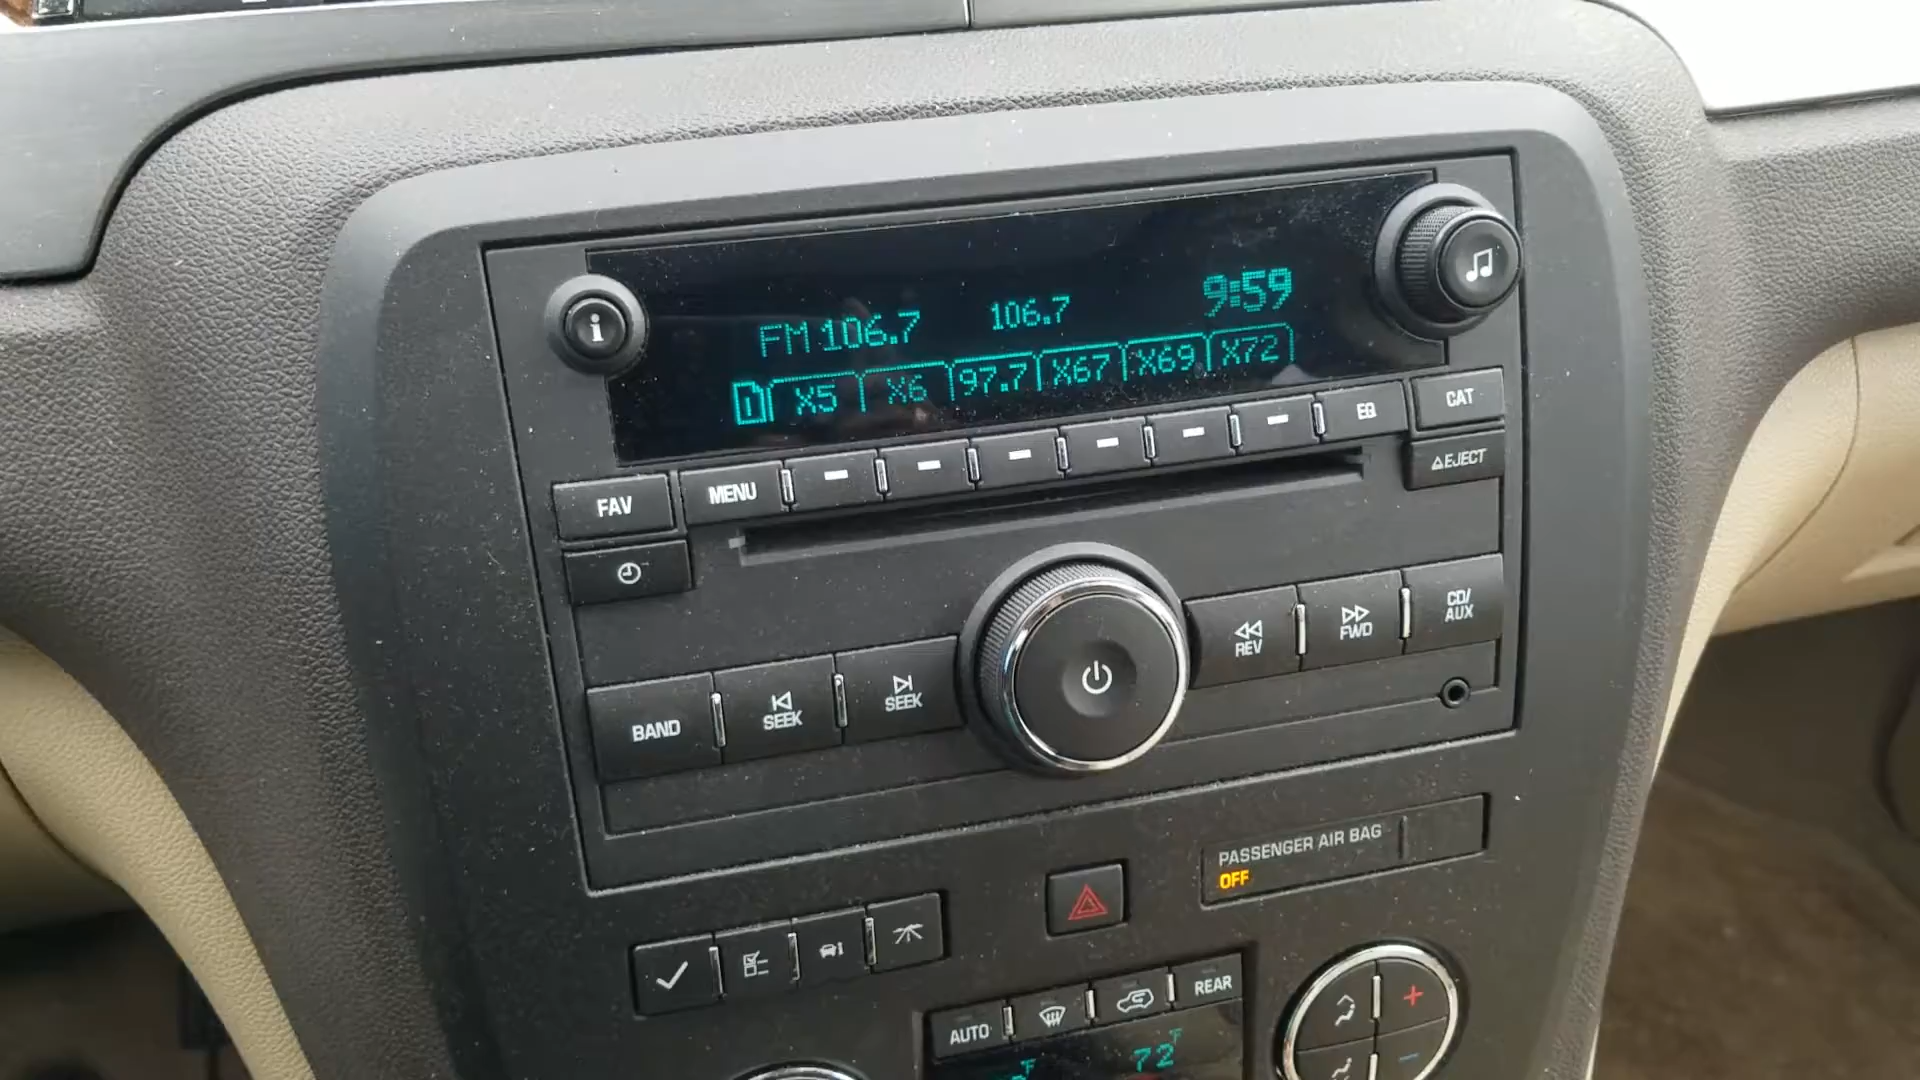 FM 106.7 106.7 9:59
1 X5 X6 97.7 X67 X69 X72
i
FAV MENU EQ CAT
△EJECT
BAND SEEK SEEK REV FWD CD/AUX
PASSENGER AIR BAG
OFF
AUTO REAR
°F 72°F
+
−